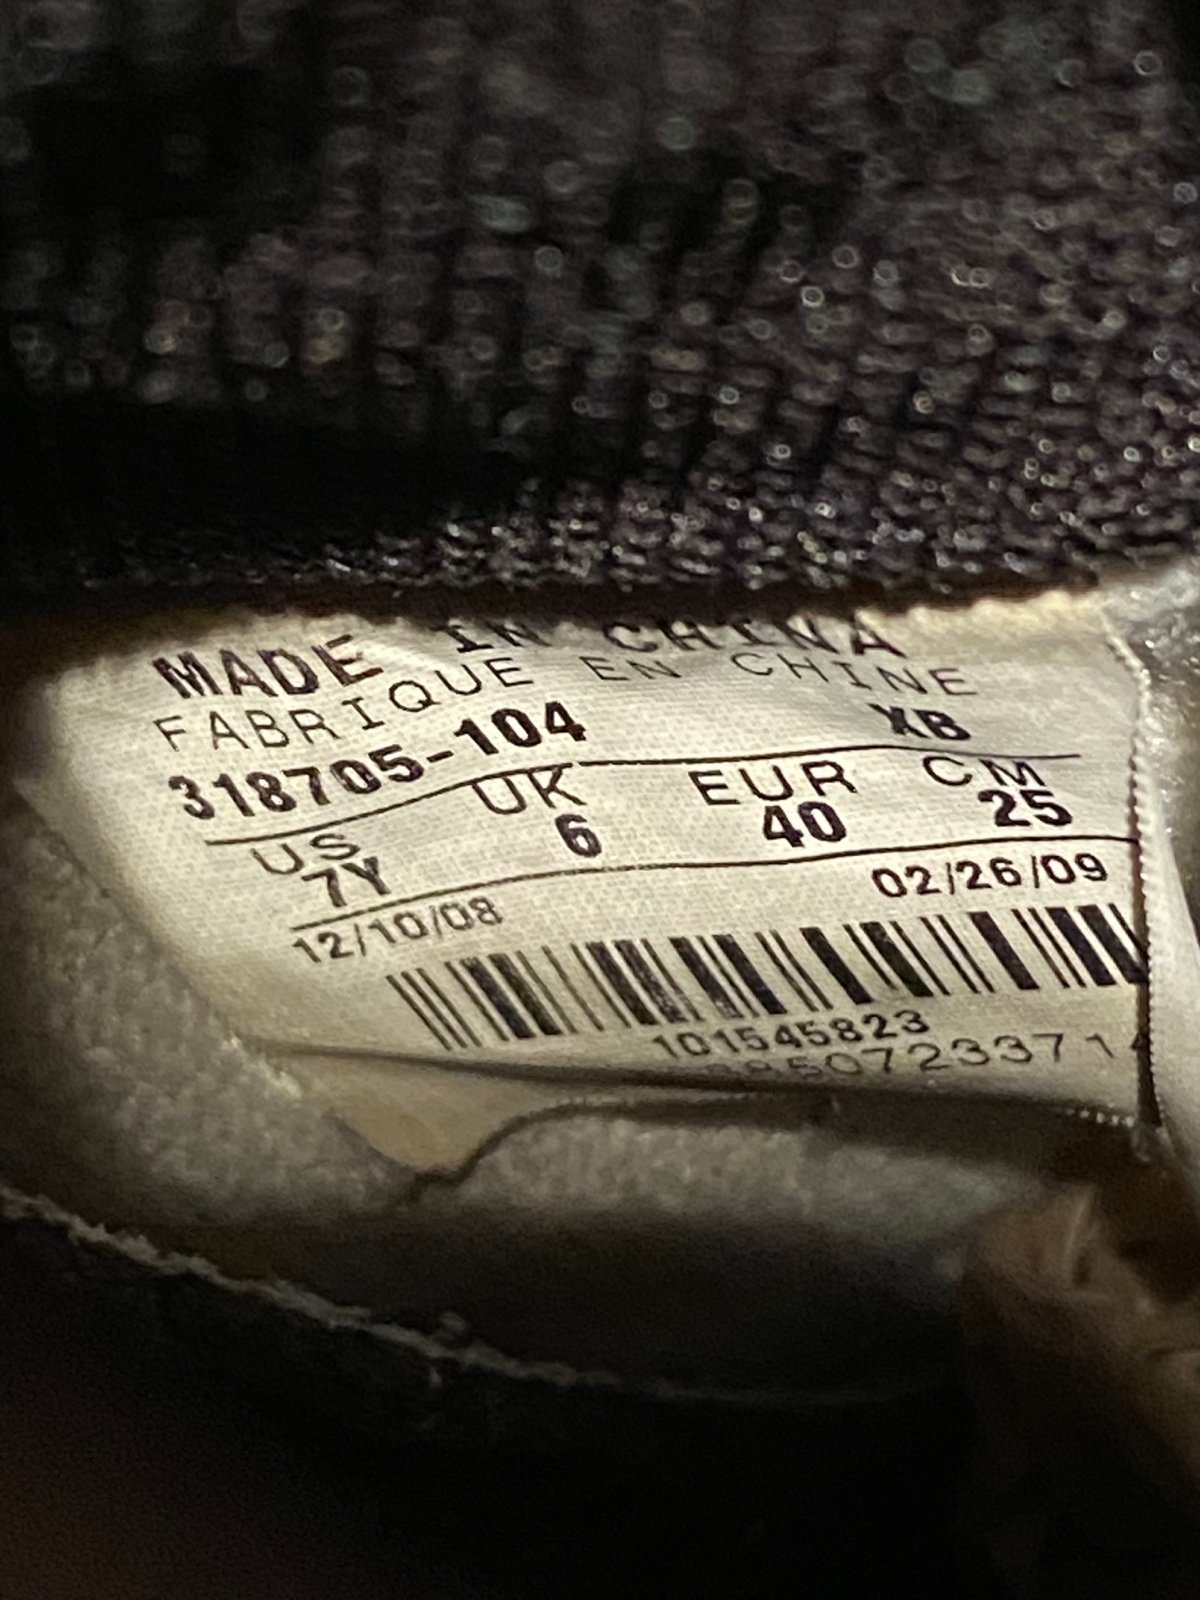 MADE IN CHINA
FABRIQUE EN CHINE
318705-104 XB
US UK EUR CM
7Y 6 40 25
12/10/08 02/26/09
101545823